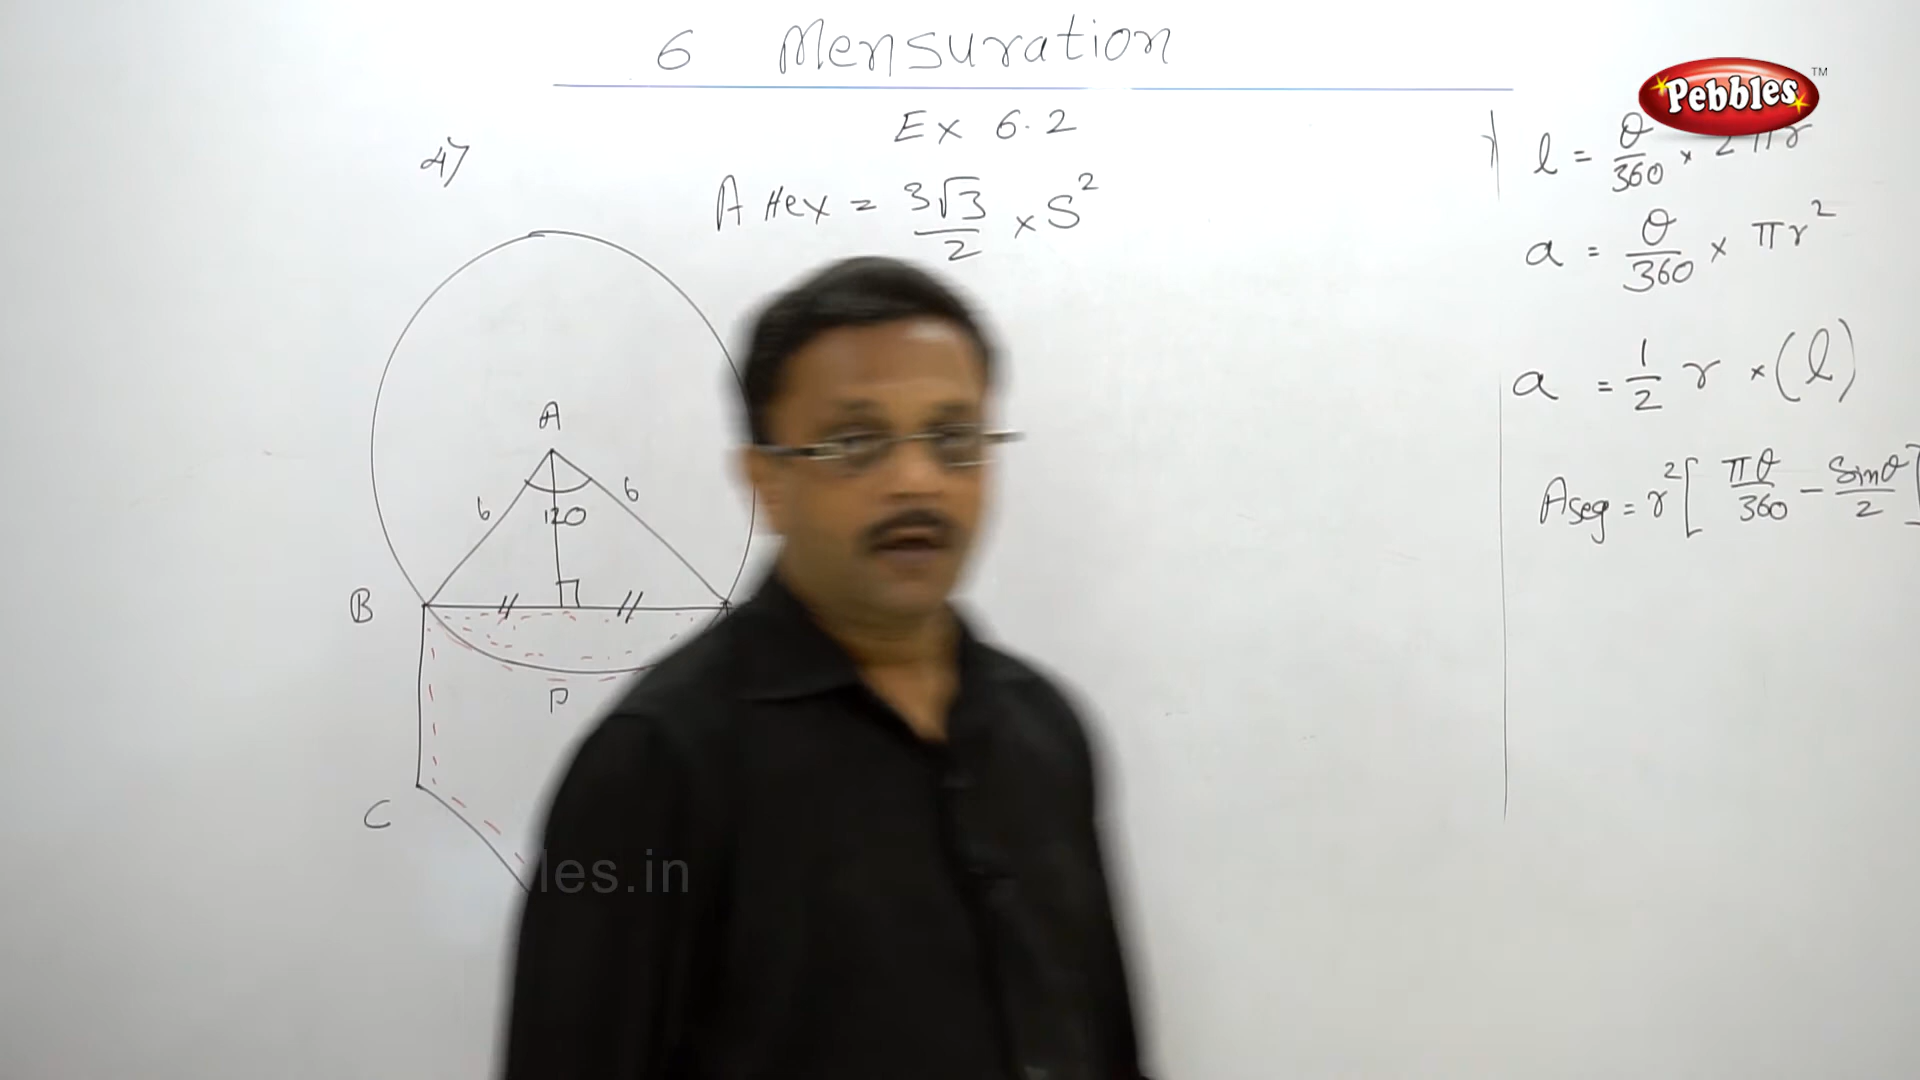 6 Mensuration
Ex 6.2
4)
A Hex = 3√3/2 × S²
A
6
6
120
B
P
C
l = θ/360 × 2πr
a = θ/360 × πr²
a = 1/2 r × (l)
Aseg = r² [ πθ/360 - Sinθ/2 ]
Pebbles TM
les.in